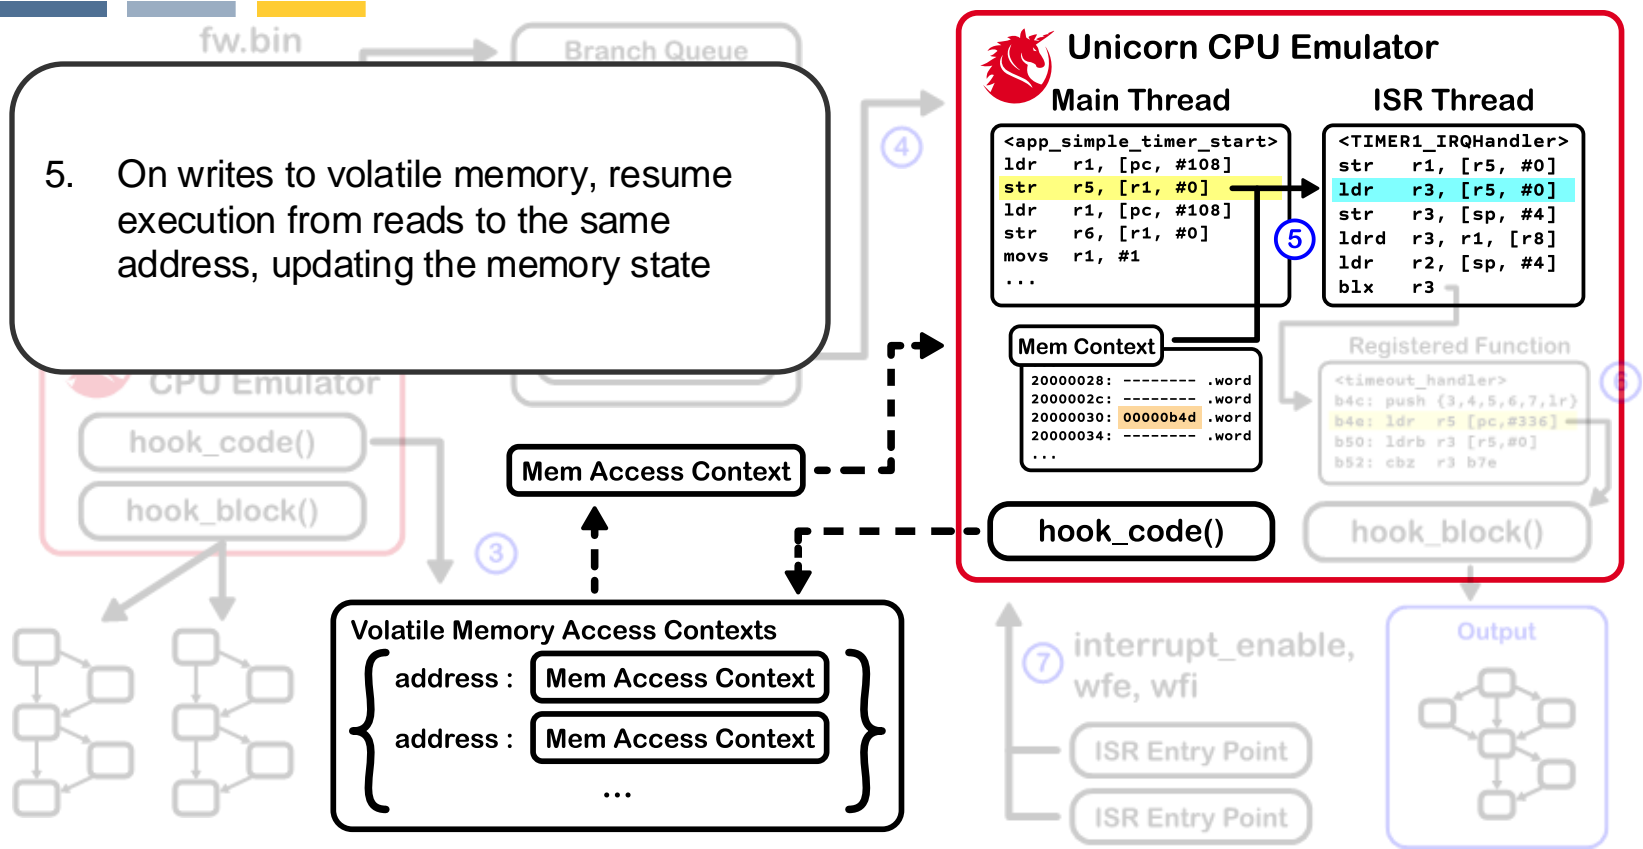 fw.bin
Branch Queue
5. On writes to volatile memory, resume
execution from reads to the same
address, updating the memory state
4
CPU Emulator
hook_code()
hook_block()
3
Mem Access Context
Volatile Memory Access Contexts
address : Mem Access Context
address : Mem Access Context
...
Unicorn CPU Emulator
Main Thread
<app_simple_timer_start>
ldr r1, [pc, #108]
str r5, [r1, #0]
ldr r1, [pc, #108]
str r6, [r1, #0]
movs r1, #1
...
ISR Thread
<TIMER1_IRQHandler>
str r1, [r5, #0]
ldr r3, [r5, #0]
str r3, [sp, #4]
ldrd r3, r1, [r8]
ldr r2, [sp, #4]
blx r3
5
Mem Context
20000028: -------- .word
2000002c: -------- .word
20000030: 00000b4d .word
20000034: -------- .word
...
Registered Function
<timeout_handler>
b4c: push {3,4,5,6,7,lr}
b4e: ldr r5 [pc,#336]
b50: ldrb r3 [r5,#0]
b52: cbz r3 b7e
6
hook_code()
hook_block()
7
interrupt_enable,
wfe, wfi
ISR Entry Point
ISR Entry Point
Output